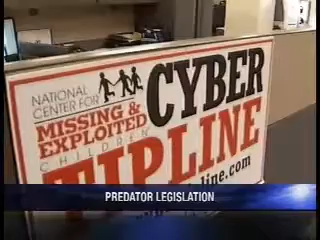 NATIONAL
CENTER FOR
MISSING &
EXPLOITED
CHILDREN
CYBER
TIPLINE
line.com
PREDATOR LEGISLATION